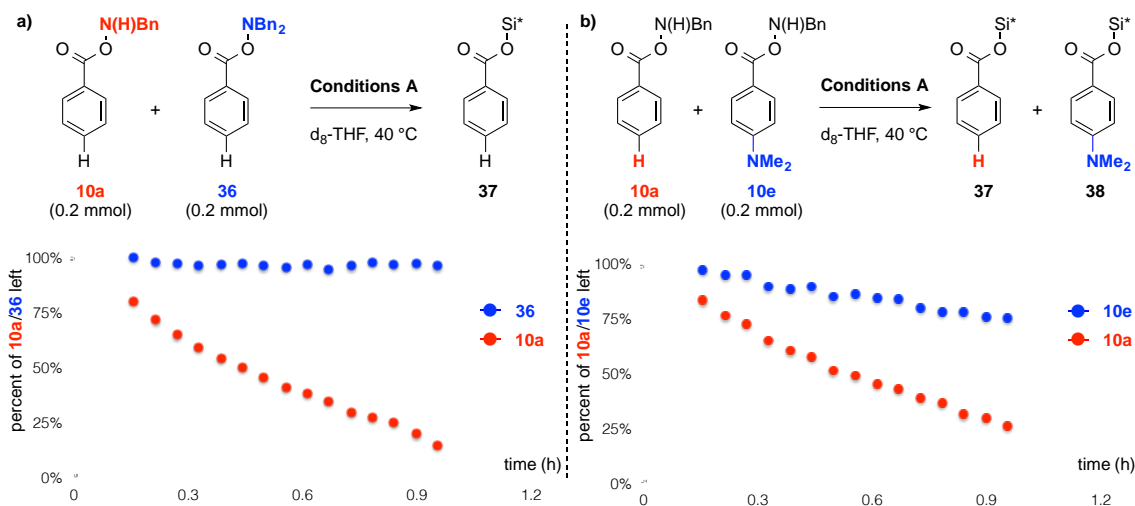 a)
N(H)Bn
O
O
H
10a
(0.2 mmol)
+
NBn2
O
O
H
36
(0.2 mmol)
Conditions A
d8-THF, 40 °C
Si*
O
O
H
37
percent of 10a/36 left
100%
75%
50%
25%
0%
0
0.3
0.6
0.9
1.2
time (h)
36
10a
b)
N(H)Bn
O
O
H
10a
(0.2 mmol)
+
N(H)Bn
O
O
NMe2
10e
(0.2 mmol)
Conditions A
d8-THF, 40 °C
Si*
O
O
H
37
+
Si*
O
O
NMe2
38
percent of 10a/10e left
100%
75%
50%
25%
0%
0
0.3
0.6
0.9
1.2
time (h)
10e
10a